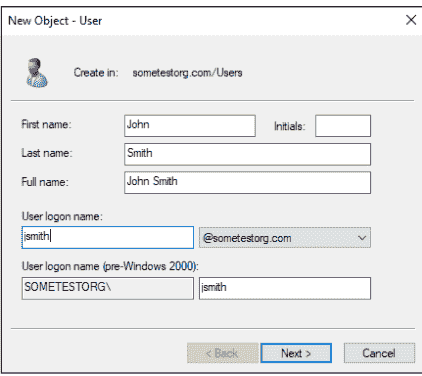 New Object - User
Create in: sometestorg.com/Users
First name: John Initials:
Last name: Smith
Full name: John Smith
User logon name:
jsmith @sometestorg.com
User logon name (pre-Windows 2000):
SOMETESTORG\ jsmith
< Back Next > Cancel